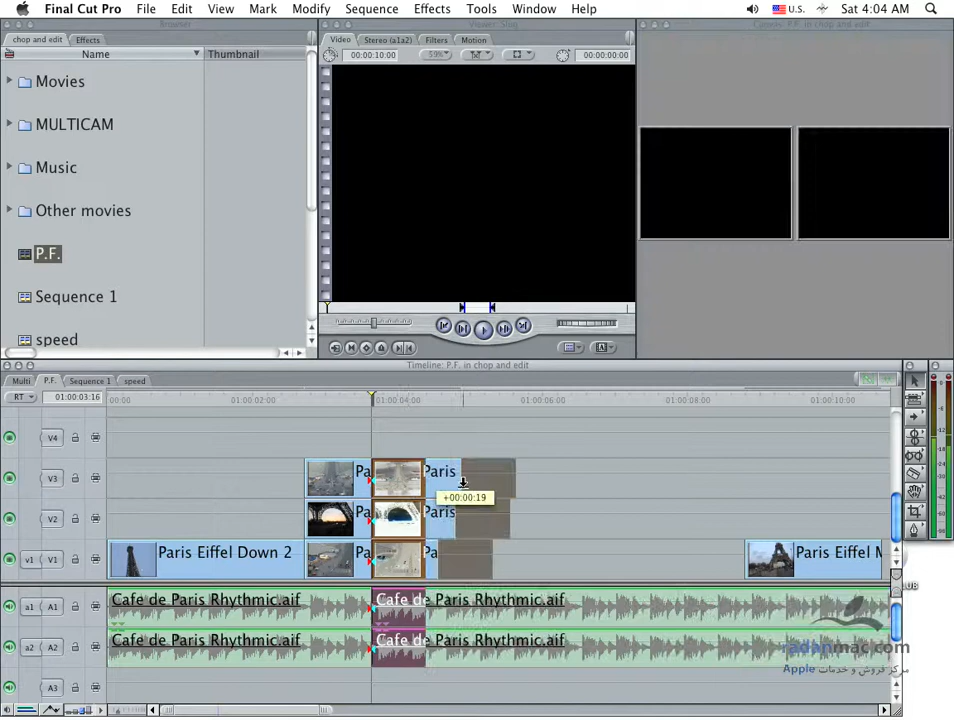 Final Cut Pro File Edit View Mark Modify Sequence Effects Tools Window Help U.S. Sat 4:04 AM
Browser
Viewer: Slug
Canvas: P.F. in chop and edit
chop and edit Effects
Video Stereo (a1a2) Filters Motion
Name Thumbnail
00:00:10:00 59% 00:00:00:00
Movies
MULTICAM
Music
Other movies
P.F.
Sequence 1
speed
Timeline: P.F. in chop and edit
Multi P.F. Sequence 1 speed
RT 01:00:03:16 00:00 01:00:02:00 01:00:04:00 01:00:06:00 01:00:08:00 01:00:10:00
V4
V3 Pa Paris
+00:00:19
V2 Pa Paris
v1 V1 Paris Eiffel Down 2 Pa Pa Paris Eiffel M
a1 A1 Cafe de Paris Rhythmic.aif Cafe de Paris Rhythmic.aif
a2 A2 Cafe de Paris Rhythmic.aif Cafe de Paris Rhythmic.aif
radanmac.com
مرکز فروش و خدمات Apple
A3